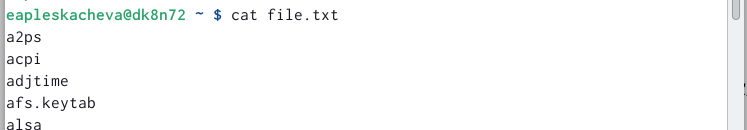 eapleskacheva@dk8n72 ~ $ cat file.txt
a2ps
acpi
adjtime
afs.keytab
alsa